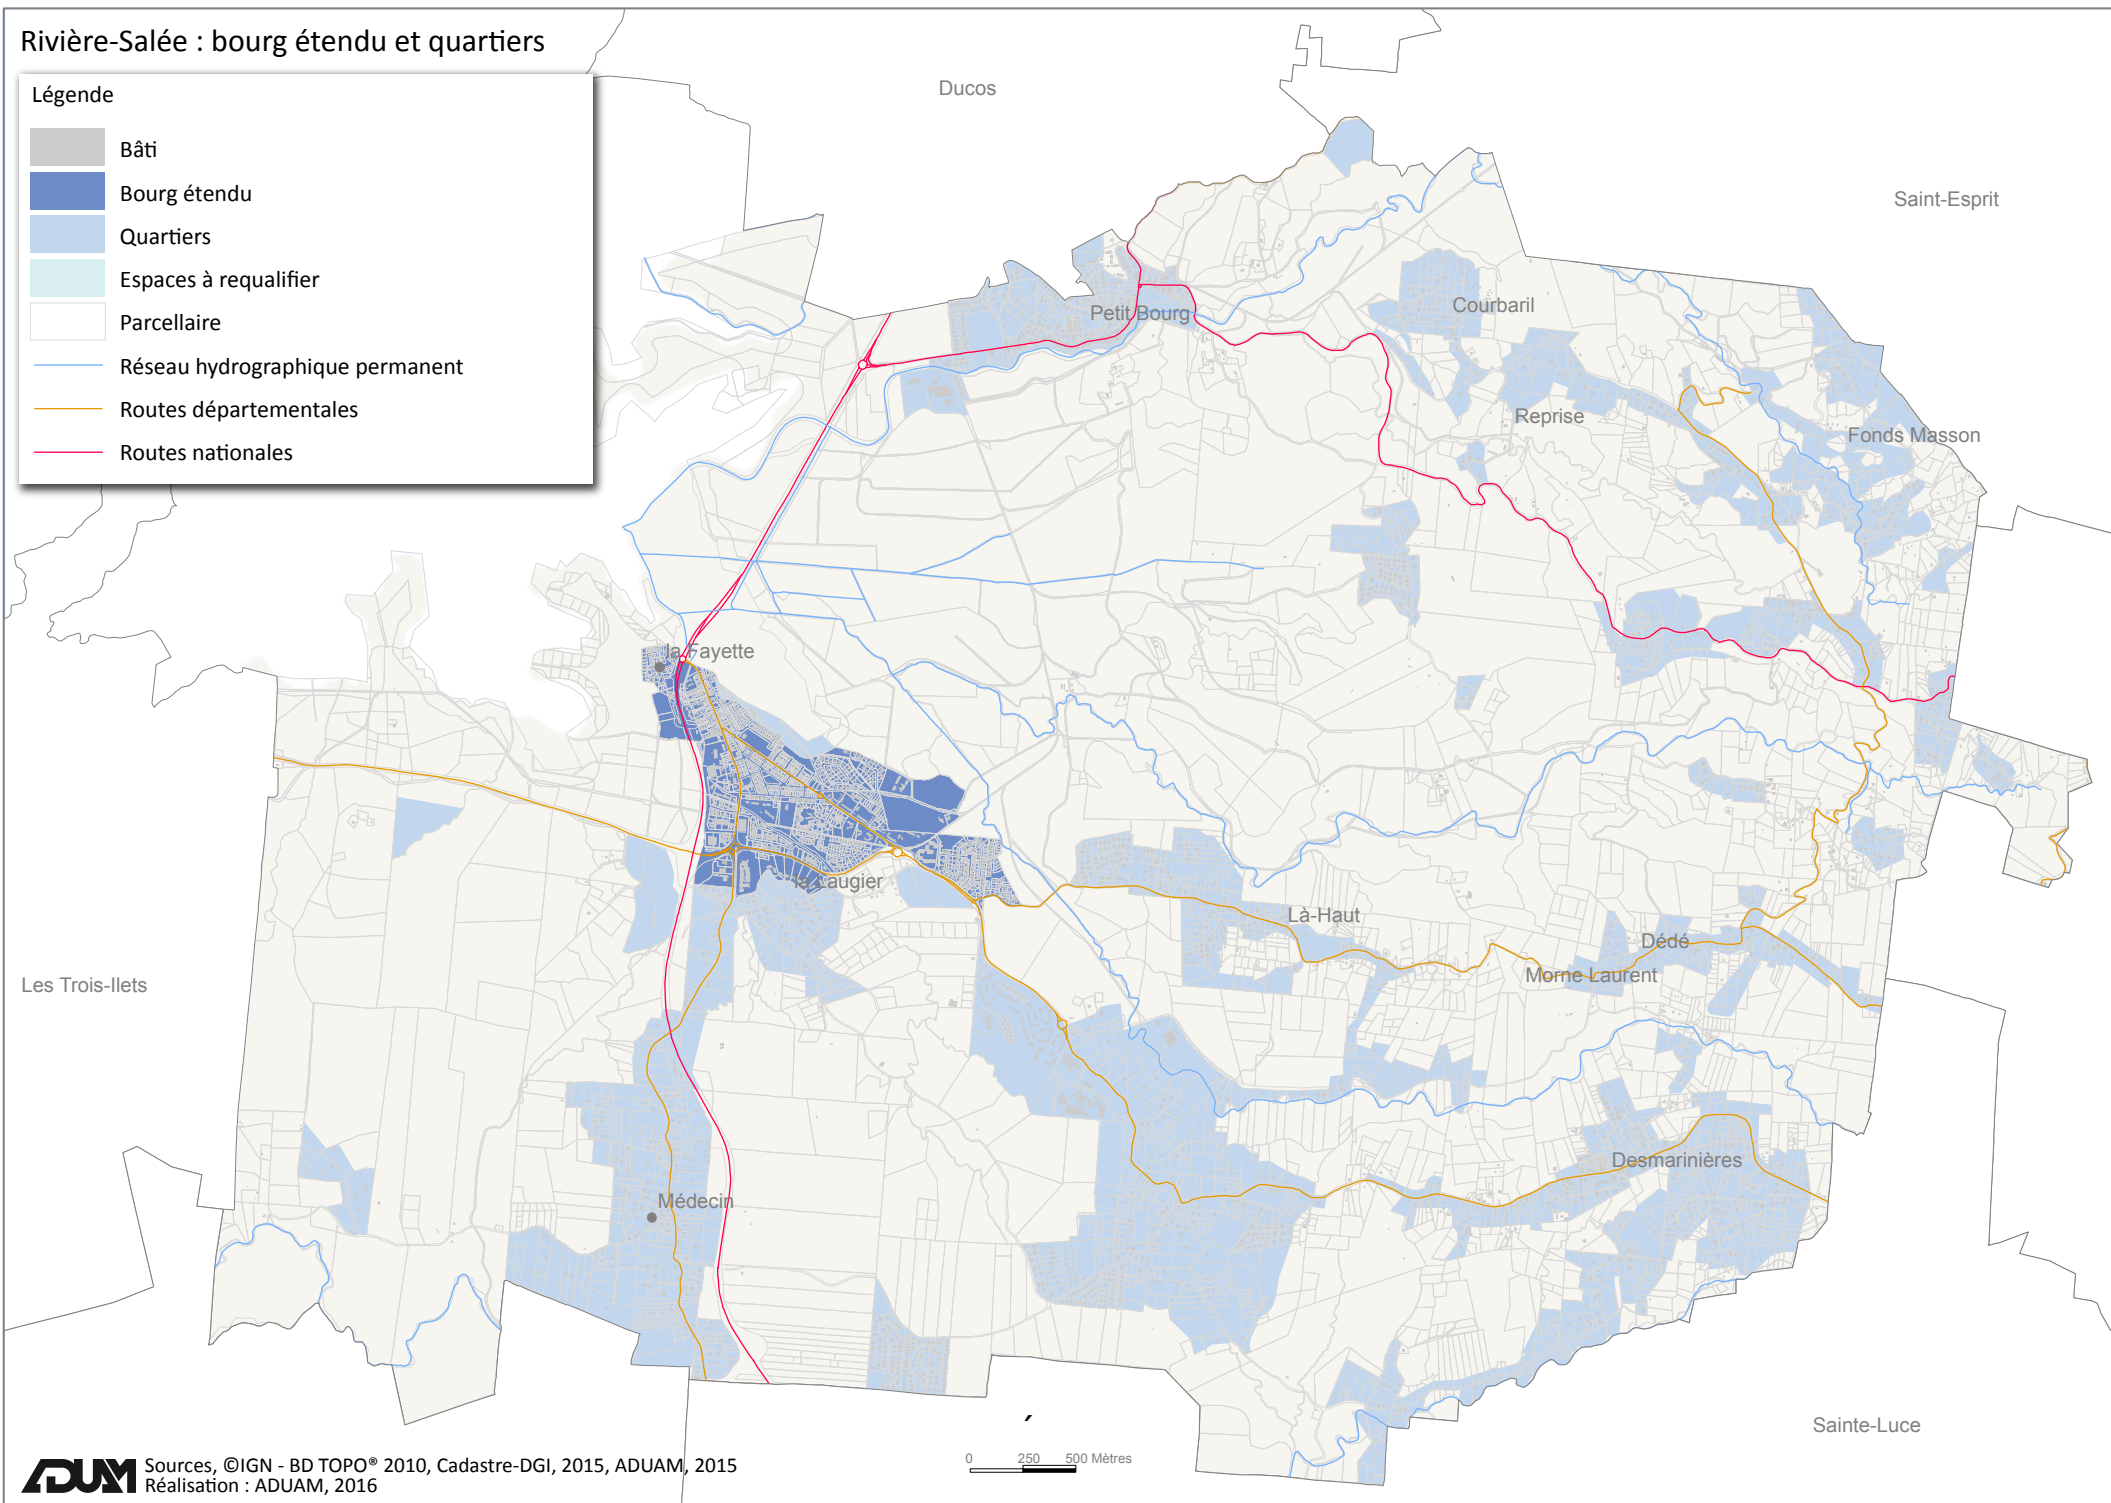 Rivière-Salée : bourg étendu et quartiers
Légende
Bâti
Bourg étendu
Quartiers
Espaces à requalifier
Parcellaire
Réseau hydrographique permanent
Routes départementales
Routes nationales
Ducos
Saint-Esprit
Petit Bourg
Courbaril
Reprise
Fonds Masson
la Fayette
la Laugier
Là-Haut
Dédé
Morne Laurent
Les Trois-Ilets
Desmarinières
Médecin
Sainte-Luce
0 250 500 Mètres
ADUAM
Sources, ©IGN - BD TOPO® 2010, Cadastre-DGI, 2015, ADUAM, 2015
Réalisation : ADUAM, 2016